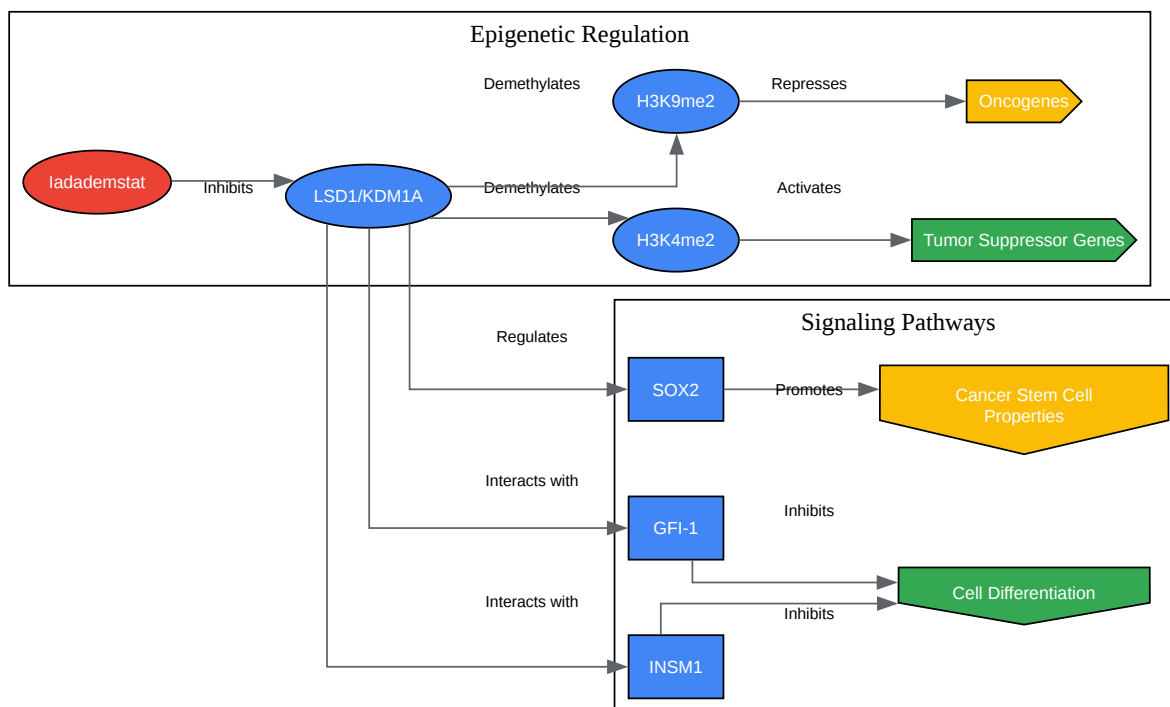 Epigenetic Regulation
Demethylates
H3K9me2
Represses
Oncogenes
Iadademstat
Inhibits
LSD1/KDM1A
Demethylates
Activates
H3K4me2
Tumor Suppressor Genes
Signaling Pathways
Regulates
SOX2
Promotes
Cancer Stem Cell
Properties
Interacts with
GFI-1
Inhibits
Interacts with
Cell Differentiation
Inhibits
INSM1